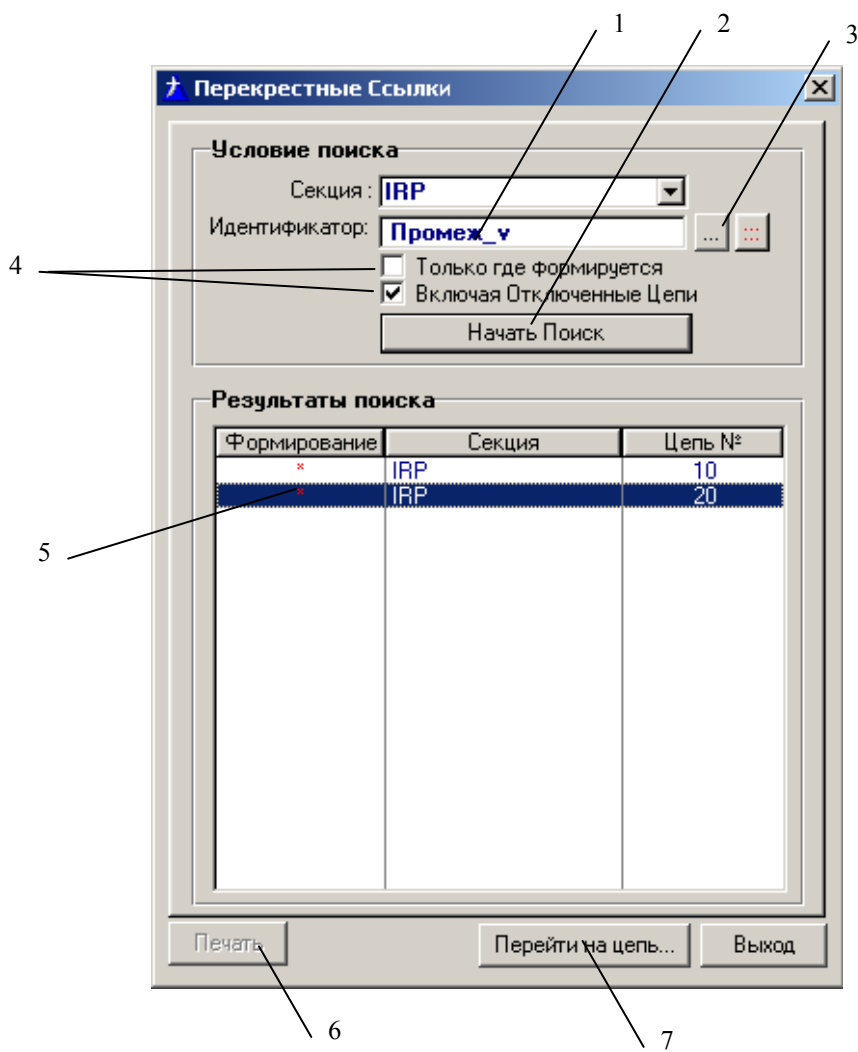 1 2 3
Перекрестные Ссылки
Условие поиска
Секция : IRP
Идентификатор: Промеж_v ... :::
4
Только где формируется
Включая Отключенные Цепи
Начать Поиск
Результаты поиска
Формирование Секция Цепь №
* IRP 10
* IRP 20
5
Печать Перейти на цепь... Выход
6 7